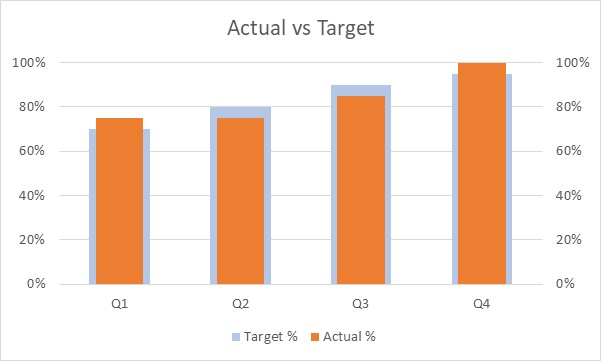 Actual vs Target
100% 100%
80% 80%
60% 60%
40% 40%
20% 20%
0% 0%
Q1 Q2 Q3 Q4
Target % Actual %